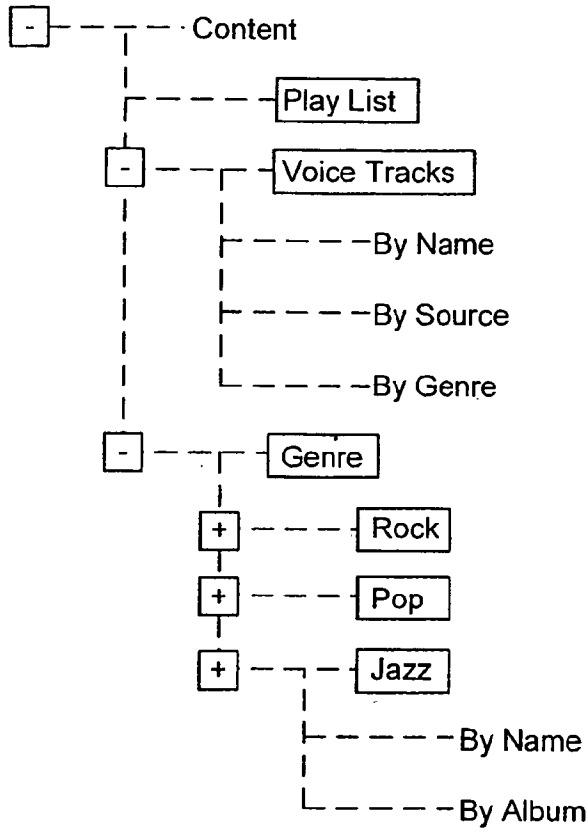 - Content
Play List
- Voice Tracks
By Name
By Source
By Genre
- Genre
+ Rock
+ Pop
+ Jazz
By Name
By Album